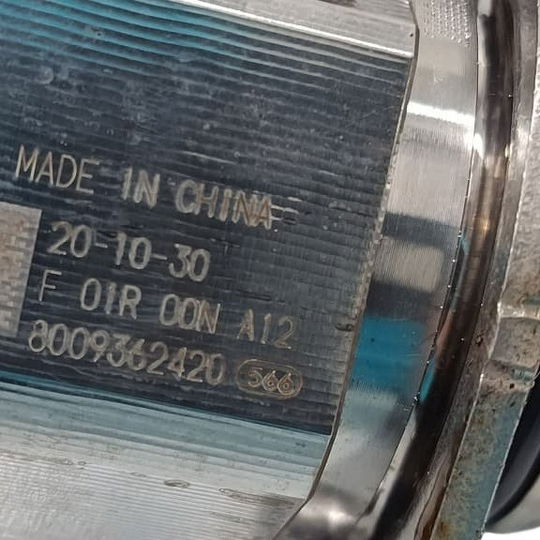 MADE IN CHINA
20-10-30
F 01R 00N A12
8009362420 566